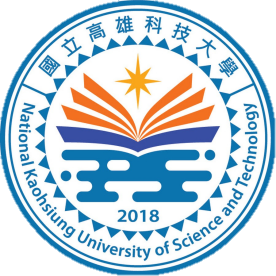 國立高雄科技大學
2018
National Kaohsiung University of Science and Technology